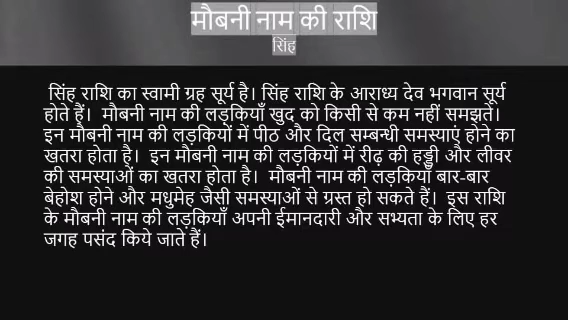 मौबनी नाम की राशि
सिंह
सिंह राशि का स्वामी ग्रह सूर्य है। सिंह राशि के आराध्य देव भगवान सूर्य
होते हैं। मौबनी नाम की लड़कियाँ खुद को किसी से कम नहीं समझते।
इन मौबनी नाम की लड़कियों में पीठ और दिल सम्बन्धी समस्याएं होने का
खतरा होता है। इन मौबनी नाम की लड़कियों में रीढ़ की हड्डी और लीवर
की समस्याओं का खतरा होता है। मौबनी नाम की लड़कियाँ बार-बार
बेहोश होने और मधुमेह जैसी समस्याओं से ग्रस्त हो सकते हैं। इस राशि
के मौबनी नाम की लड़कियाँ अपनी ईमानदारी और सभ्यता के लिए हर
जगह पसंद किये जाते हैं।